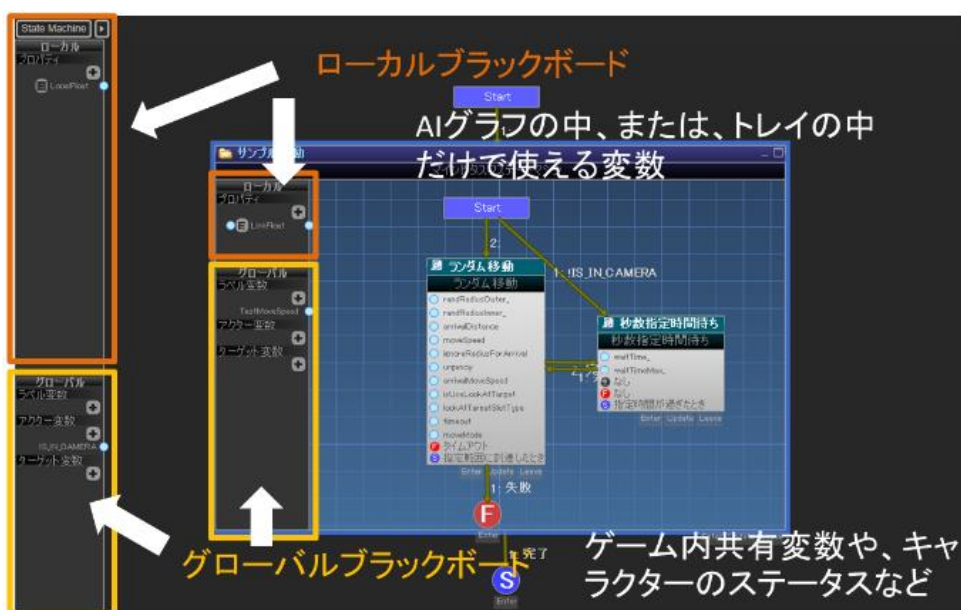 State Machine
ローカル
プロパティ
LocalFloat
ローカルブラックボード
Start
AIグラフの中、または、トレイの中
だけで使える変数
ローカル
プロパティ
LinkFloat
Start
2:
1: !IS_IN_CAMERA
ランダム移動
ランダム移動
randRadiusOuter_
randRadiusInner_
arrivalDistance
moveSpeed
ignoreRadiusForArrival
urgency
arrivalMoveSpeed
isUseLookAtTarget
lookAtTargetSlotType
timeout
moveMode
F タイムアウト
S 指定範囲に到達したとき
Enter Update Leave
秒数指定時間待ち
秒数指定時間待ち
waitTime_
waitTimeMax_
なし
F なし
S 指定時間が過ぎたとき
Enter Update Leave
グローバル
ラベル変数
TestMoveSpeed
アクター変数
ターゲット変数
グローバル
ラベル変数
アクター変数
IS_IN_CAMERA
ターゲット変数
1: 失敗
F
Enter
グローバルブラックボード
完了
S
Enter
ゲーム内共有変数や、キャ
ラクターのステータスなど